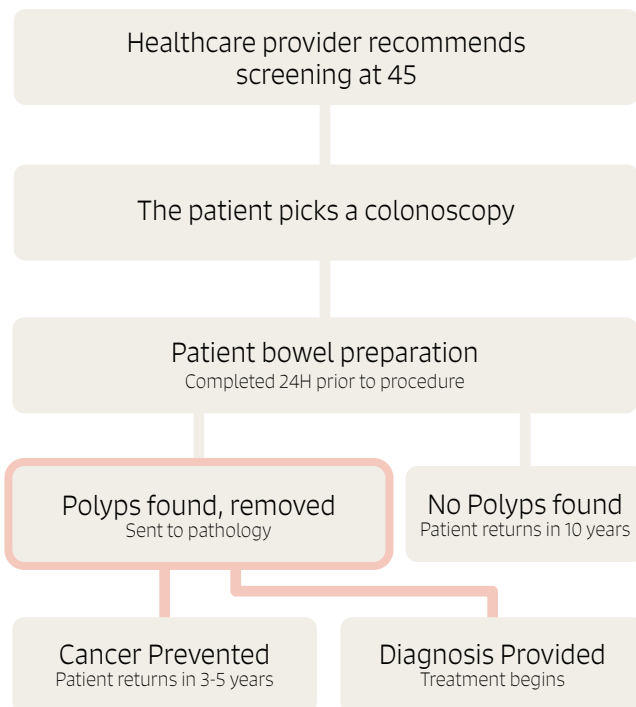 Healthcare provider recommends
screening at 45
The patient picks a colonoscopy
Patient bowel preparation
Completed 24H prior to procedure
Polyps found, removed
Sent to pathology
No Polyps found
Patient returns in 10 years
Cancer Prevented
Patient returns in 3-5 years
Diagnosis Provided
Treatment begins